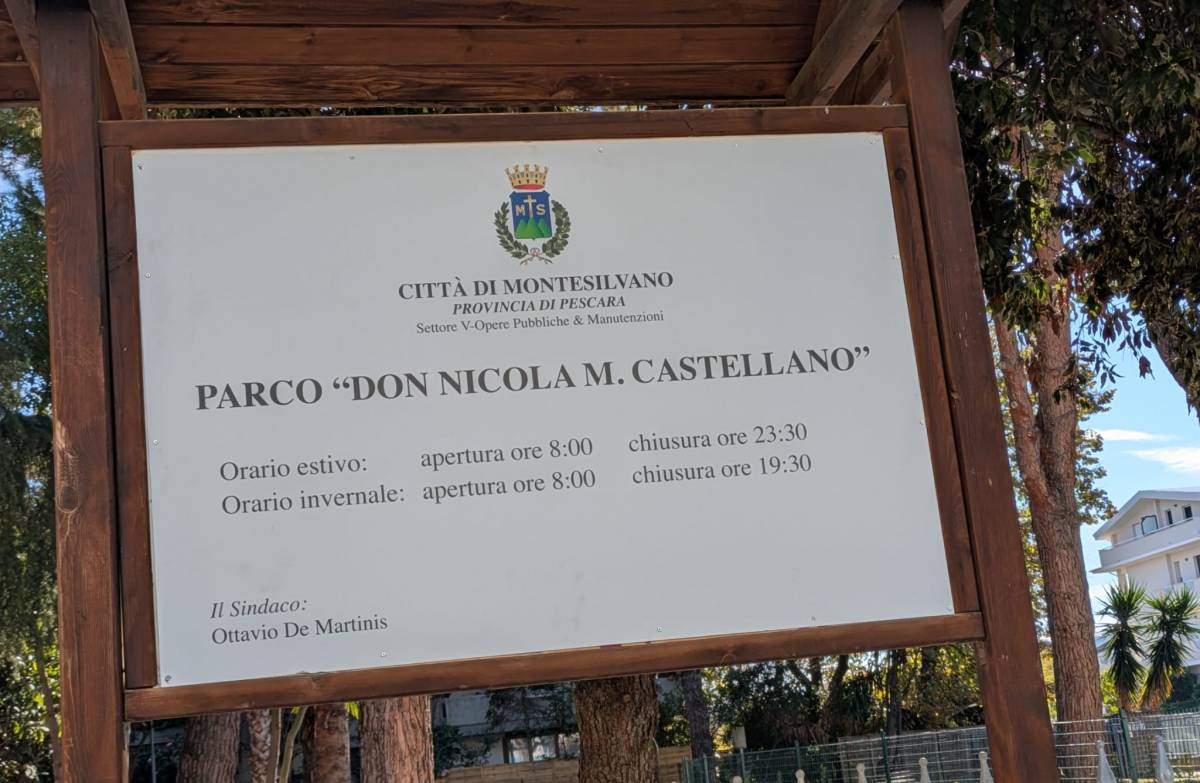 M S
CITTÀ DI MONTESILVANO
PROVINCIA DI PESCARA
Settore V-Opere Pubbliche & Manutenzioni
PARCO “DON NICOLA M. CASTELLANO”
Orario estivo: apertura ore 8:00 chiusura ore 23:30
Orario invernale: apertura ore 8:00 chiusura ore 19:30
Il Sindaco:
Ottavio De Martinis